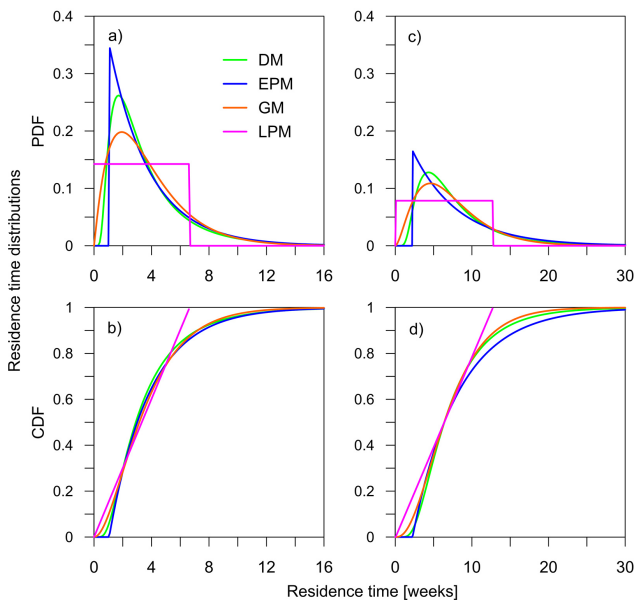 0.4
a)
c)
DM
EPM
GM
LPM
0.3
0.2
0.1
0
0 4 8 12 16
0.4
0.3
0.2
0.1
0
0 10 20 30
PDF
Residence time distributions
CDF
b)
d)
1
0.8
0.6
0.4
0.2
0
0 4 8 12 16
1
0.8
0.6
0.4
0.2
0
0 5 10 15 20 25 30
Residence time [weeks]